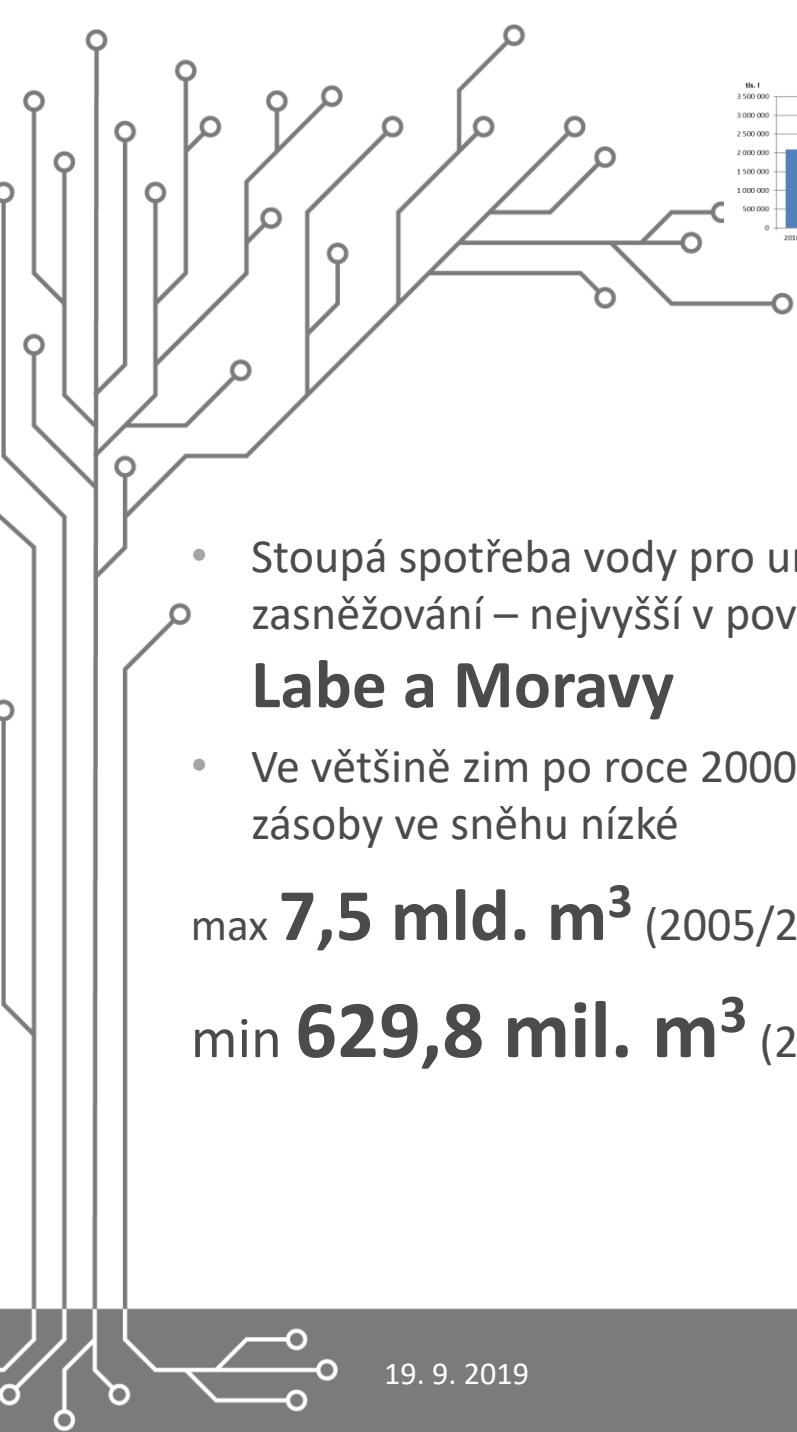 tis. l
3 500 000
3 000 000
2 500 000
2 000 000
1 500 000
1 000 000
500 000
0
• Stoupá spotřeba vody pro
zasněžování – nejvyšší v
Labe a Moravy
• Ve většině zim po roce 2000
zásoby ve sněhu nízké
max 7,5 mld. m³ (2005/2
min 629,8 mil. m³ (2
19. 9. 2019